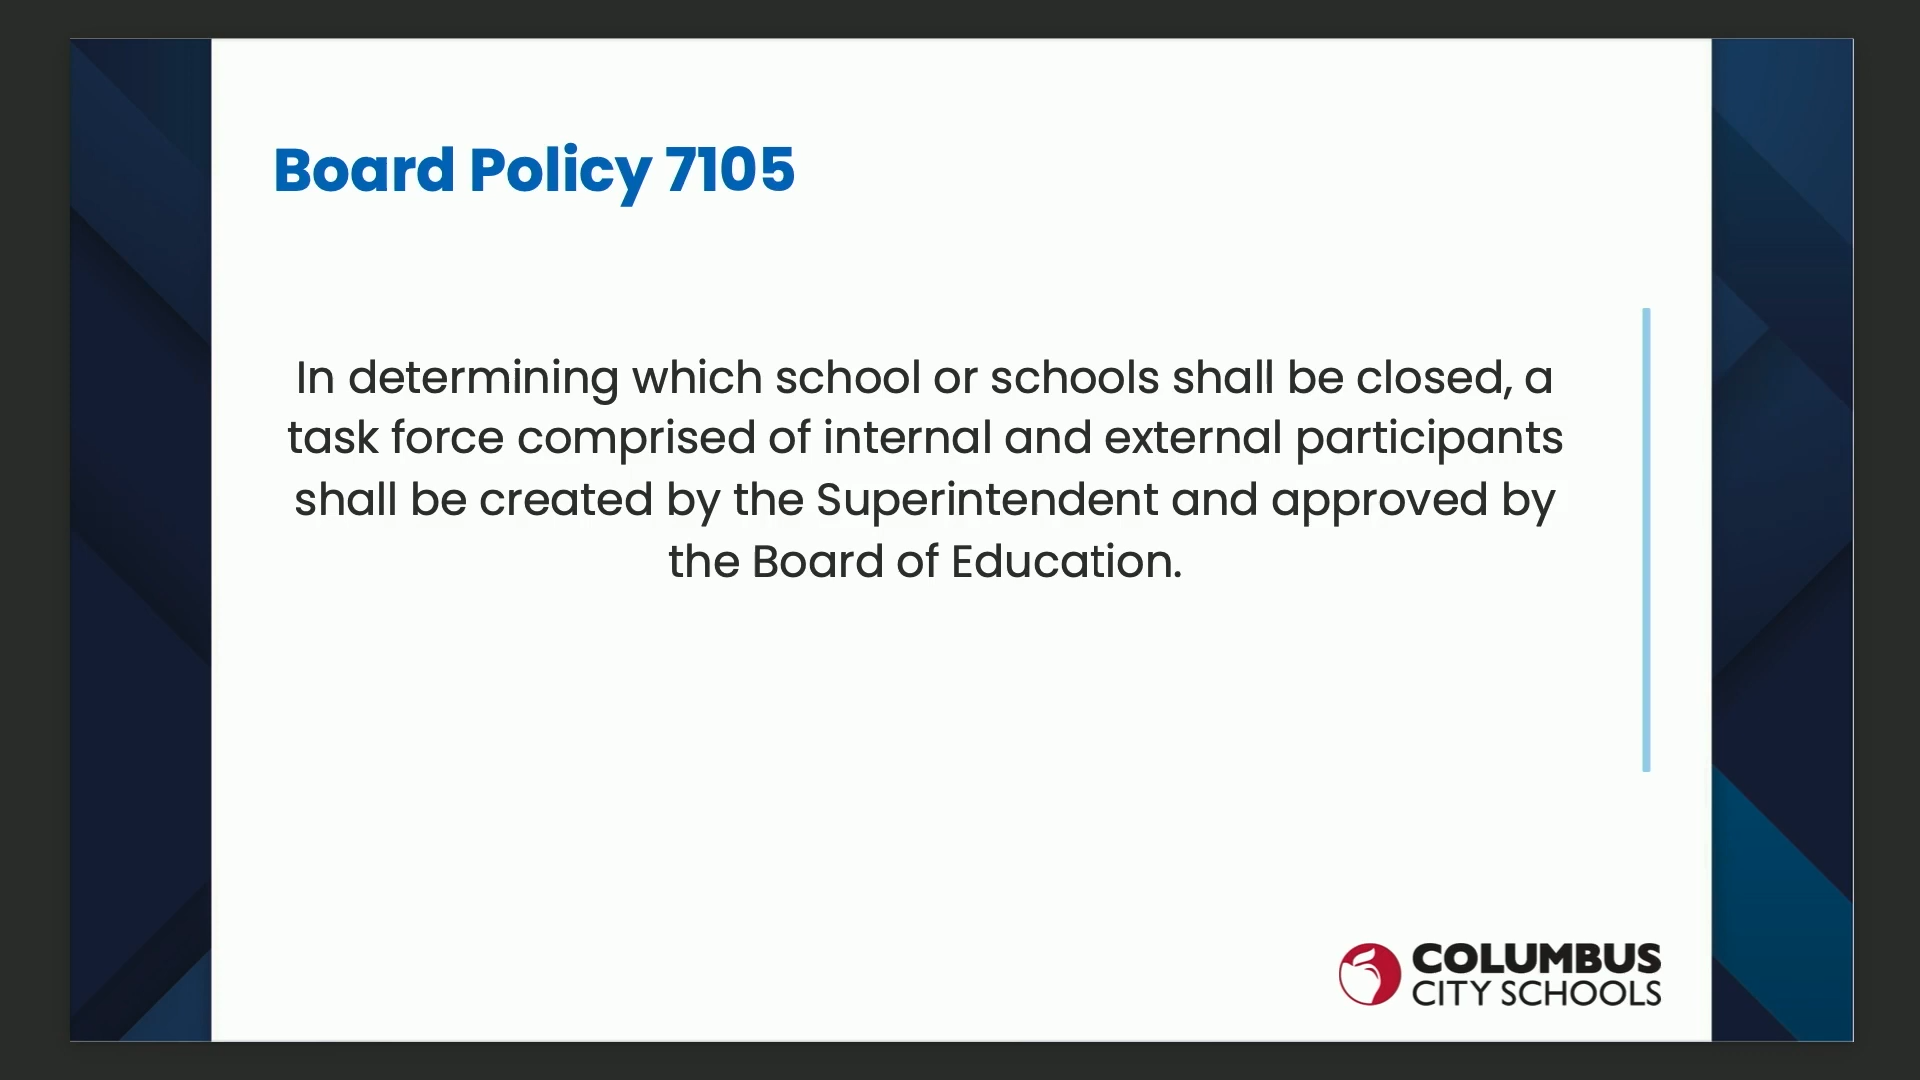 Board Policy 7105
In determining which school or schools shall be closed, a
task force comprised of internal and external participants
shall be created by the Superintendent and approved by
the Board of Education.
COLUMBUS
CITY SCHOOLS